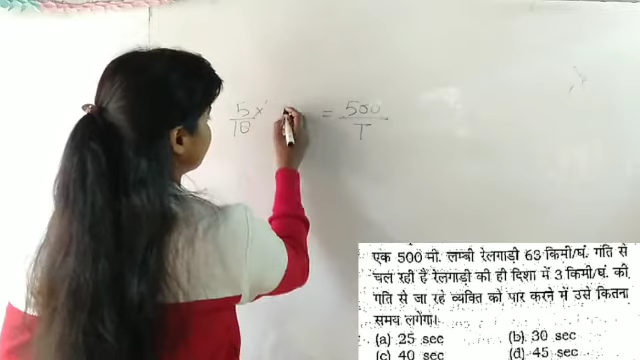 5/18 x = 500/T
एक 500 मी. लम्बी रेलगाड़ी 63 किमी/घं. गति से
चल रही है रेलगाड़ी की ही दिशा में 3 किमी/घं. की
गति से जा रहे व्यक्ति को पार करने में उसे कितना
समय लगेगा।
(a) 25 sec (b) 30 sec
(c) 40 sec (d) 45 sec